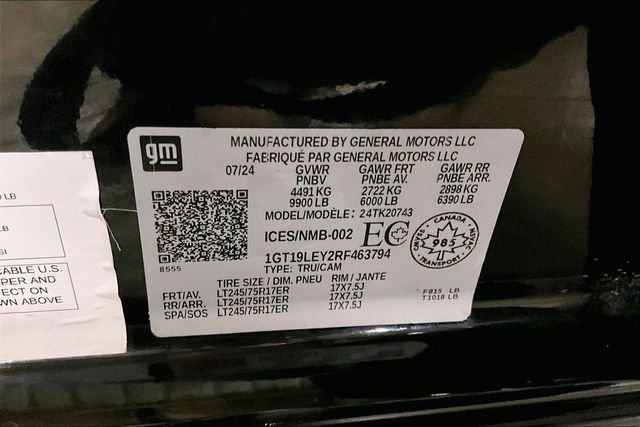 gm
MANUFACTURED BY GENERAL MOTORS LLC
FABRIQUÉ PAR GENERAL MOTORS LLC
07/24 GVWR GAWR FRT GAWR RR
PNBV PNBE AV. PNBE ARR.
4491 KG 2722 KG 2898 KG
9900 LB 6000 LB 6390 LB
MODEL/MODÈLE: 24TK20743
ICES/NMB-002 EC
CANADA
985
TRANSPORT
1GT19LEY2RF463794
8555
TYPE: TRU/CAM
TIRE SIZE / DIM. PNEU RIM / JANTE
FRT/AV. LT245/75R17ER 17X7.5J
RR/ARR. LT245/75R17ER 17X7.5J
SPA/SOS LT245/75R17ER 17X7.5J
F815 LB
T1018 LB
LB
LB
SI
CABLE U.S.
PER AND
ECT ON
WN ABOVE